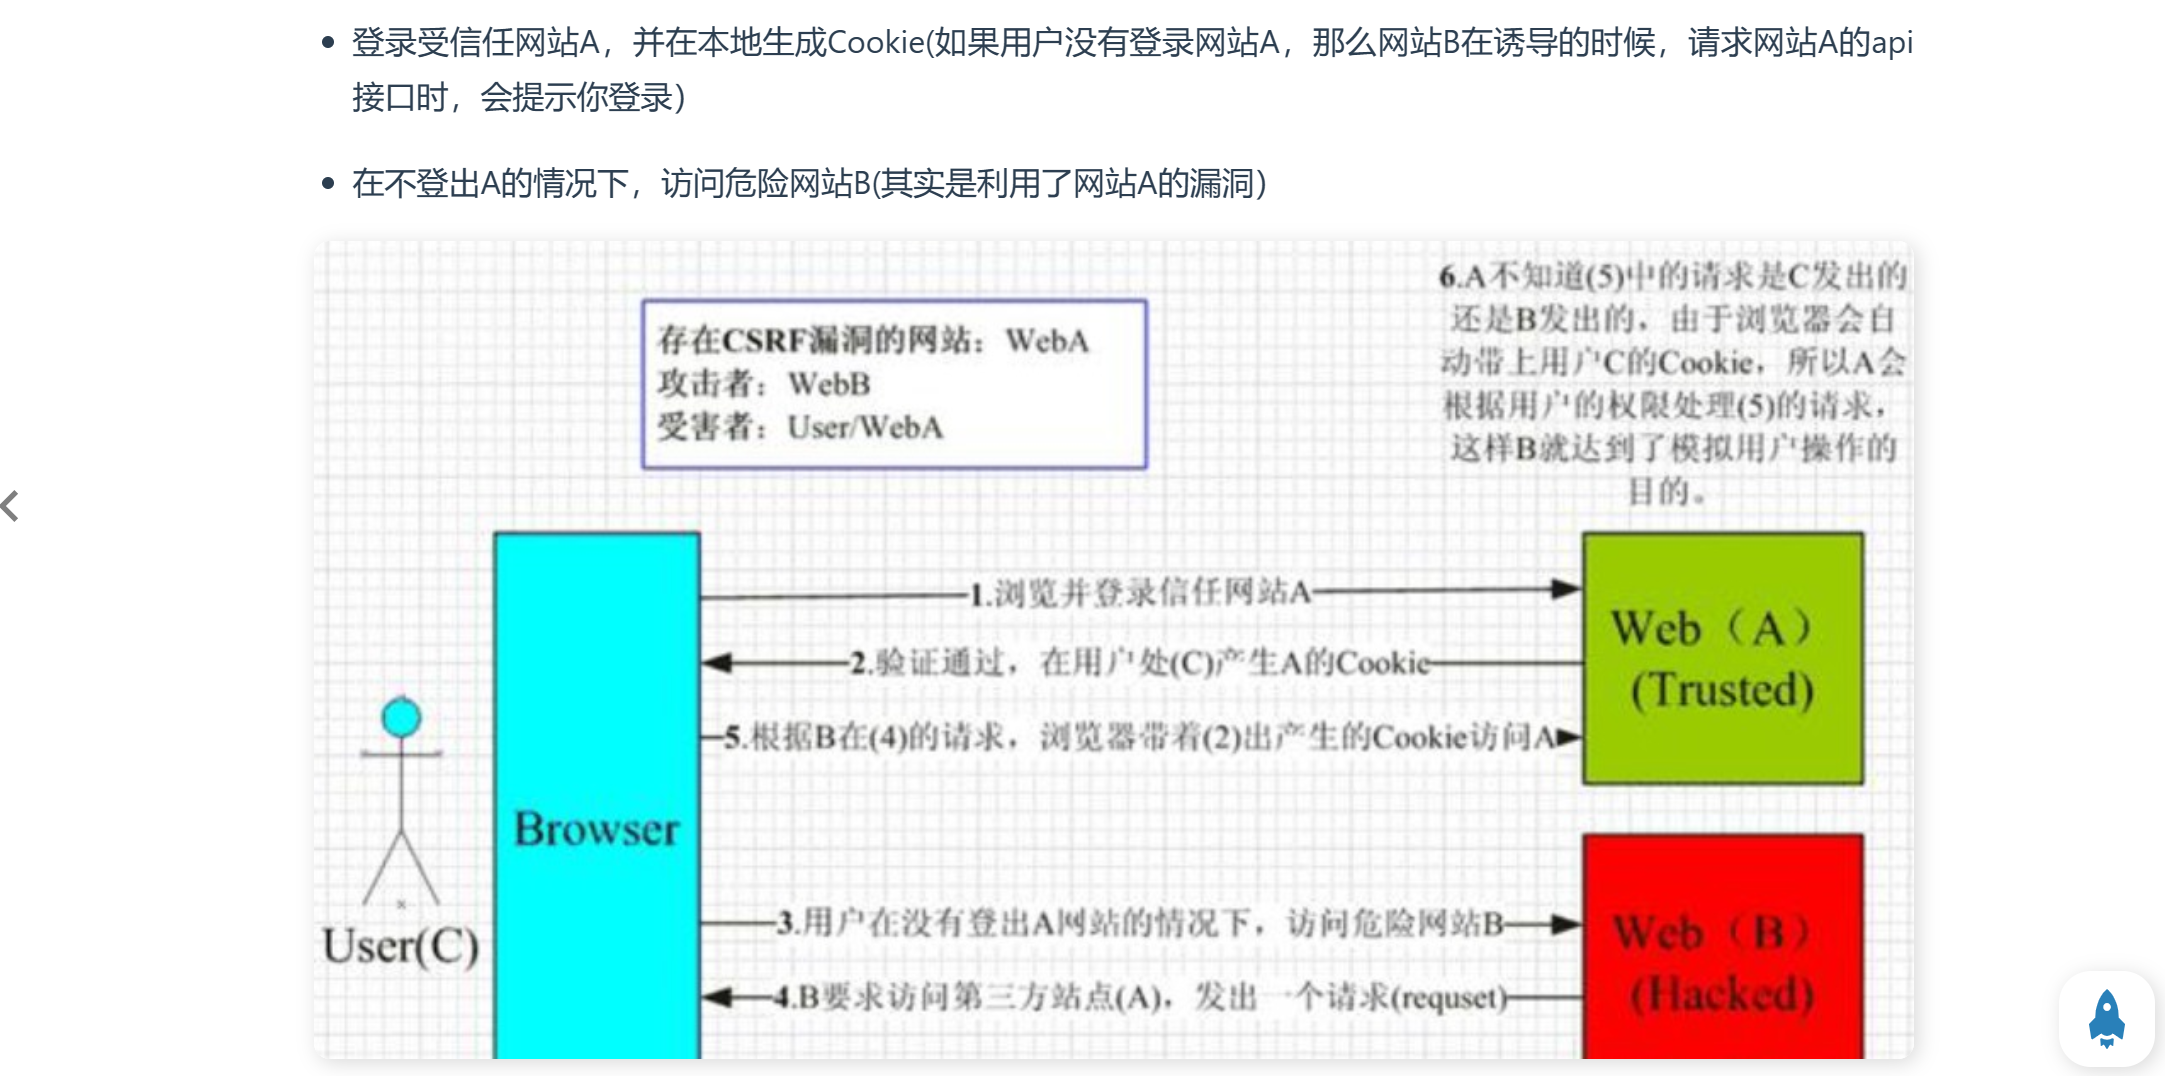 登录受信任网站A，并在本地生成Cookie(如果用户没有登录网站A，那么网站B在诱导的时候，请求网站A的api
接口时，会提示你登录)
在不登出A的情况下，访问危险网站B(其实是利用了网站A的漏洞)
6.A不知道(5)中的请求是C发出的
还是B发出的，由于浏览器会自
动带上用户C的Cookie，所以A会
根据用户的权限处理(5)的请求，
这样B就达到了模拟用户操作的
目的。
存在CSRF漏洞的网站：WebA
攻击者：WebB
受害者：User/WebA
1.浏览并登录信任网站A
Web（A）
(Trusted)
2.验证通过，在用户处(C)产生A的Cookie
5.根据B在(4)的请求，浏览器带着(2)出产生的Cookie访问A
Browser
User(C)
3.用户在没有登出A网站的情况下，访问危险网站B
Web（B）
(Hacked)
4.B要求访问第三方站点(A)，发出一个请求(requset)